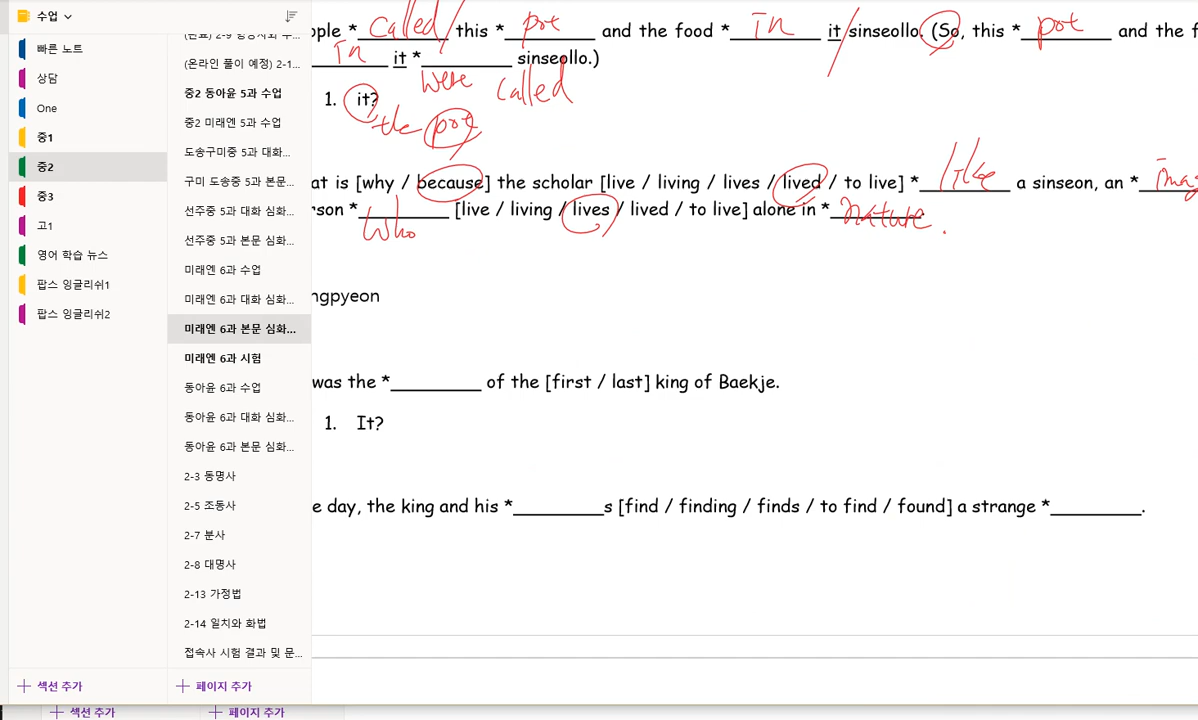 수업
빠른 노트
상담
One
중1
중2
중3
고1
영어 학습 뉴스
팝스 잉글리쉬1
팝스 잉글리쉬2
섹션 추가
(온라인 풀이 예정) 2-1...
중2 동아윤 5과 수업
중2 미래엔 5과 수업
도송구미중 5과 대화...
구미 도송중 5과 본문...
선주중 5과 대화 심화...
선주중 5과 본문 심화...
미래엔 6과 수업
미래엔 6과 대화 심화...
미래엔 6과 본문 심화...
미래엔 6과 시험
동아윤 6과 수업
동아윤 6과 대화 심화...
동아윤 6과 본문 심화...
2-3 동명사
2-5 조동사
2-7 분사
2-8 대명사
2-13 가정법
2-14 일치와 화법
접속사 시험 결과 및 문...
페이지 추가
ople * called / this * pot and the food * in it / sinseollo. (So, this * pot and the f
in it * were called sinseollo.)
1. it?
the pot
at is [why / because] the scholar [live / living / lives / lived / to live] * like a sinseon, an * imag
rson * who [live / living / lives / lived / to live] alone in * nature.
ngpyeon
was the *________ of the [first / last] king of Baekje.
1. It?
e day, the king and his *________s [find / finding / finds / to find / found] a strange *________.
섹션 추가
페이지 추가